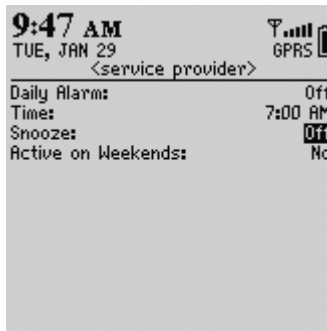 9:47 AM
GPRS
TUE, JAN 29
<service provider>
Daily Alarm: Off
Time: 7:00 AM
Snooze: Off
Active on Weekends: No